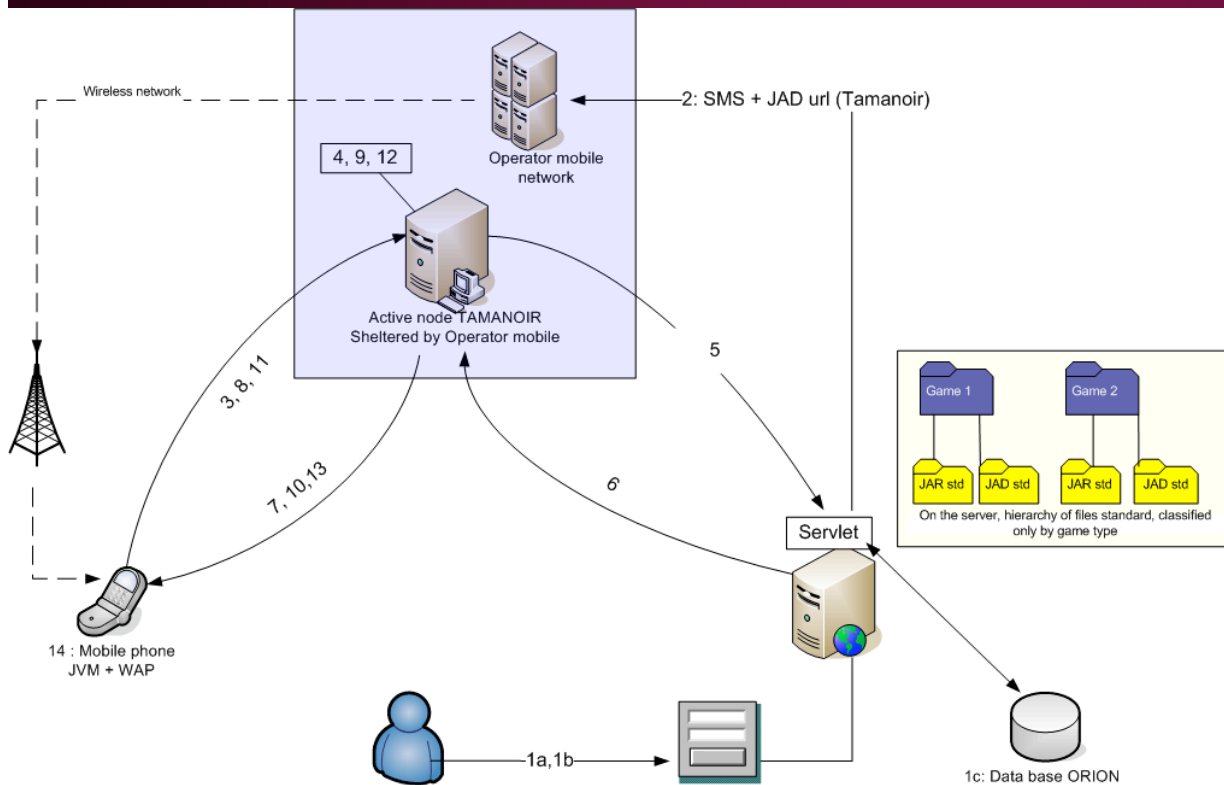 Wireless network
2: SMS + JAD url (Tamanoir)
Operator mobile
network
4, 9, 12
Active node TAMANOIR
Sheltered by Operator mobile
5
3, 8, 11
7, 10,13
6
Game 1
Game 2
JAR std
JAD std
JAR std
JAD std
On the server, hierarchy of files standard, classified
only by game type
Servlet
14 : Mobile phone
JVM + WAP
1a,1b
1c: Data base ORION